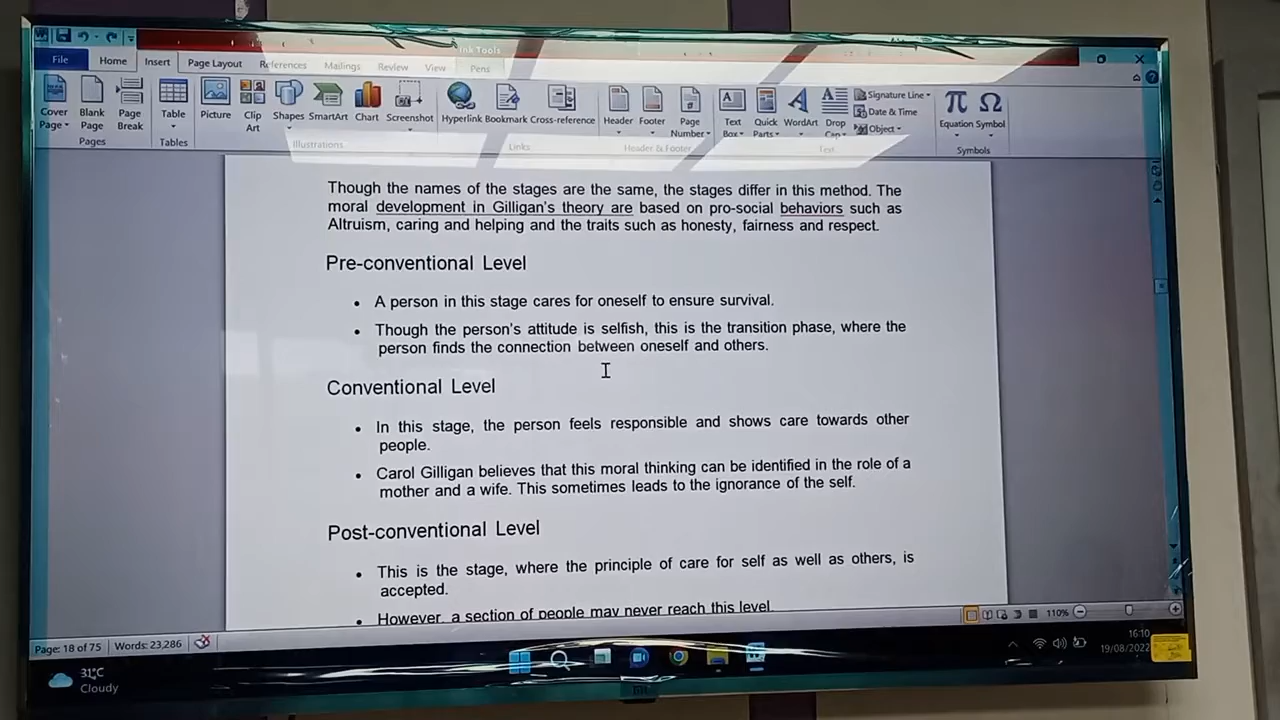 Ink Tools
File Home Insert Page Layout References Mailings Review View Pens
Cover Page Blank Page Page Break Table Picture Clip Art Shapes SmartArt Chart Screenshot Hyperlink Bookmark Cross-reference Header Footer Page Number Text Box Quick Parts WordArt Drop Cap Signature Line Date & Time Object Equation Symbol
Pages Tables Illustrations Links Header & Footer Text Symbols
Though the names of the stages are the same, the stages differ in this method. The
moral development in Gilligan's theory are based on pro-social behaviors such as
Altruism, caring and helping and the traits such as honesty, fairness and respect.
Pre-conventional Level
• A person in this stage cares for oneself to ensure survival.
• Though the person's attitude is selfish, this is the transition phase, where the
person finds the connection between oneself and others.
Conventional Level
• In this stage, the person feels responsible and shows care towards other
people.
• Carol Gilligan believes that this moral thinking can be identified in the role of a
mother and a wife. This sometimes leads to the ignorance of the self.
Post-conventional Level
• This is the stage, where the principle of care for self as well as others, is
accepted.
• However, a section of people may never reach this level.
Page: 18 of 75 Words: 23,286 110%
31°C
Cloudy
16:10
19/08/2022